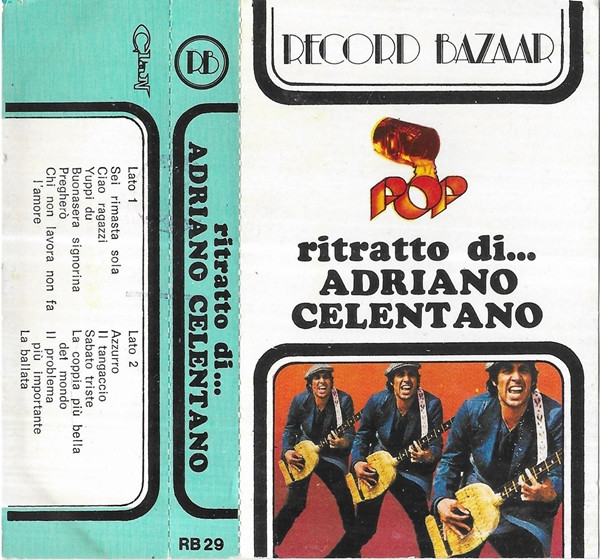 RECORD BAZAAR
POP
ritratto di...
ADRIANO
CELENTANO
RB
ritratto di...
ADRIANO CELENTANO
RB 29
Clan
Lato 1
Sei rimasta sola
Ciao ragazzi
Yuppi du
Buonasera signorina
Pregherò
Chi non lavora non fa
l'amore
Lato 2
Azzurro
Il tangaccio
Sabato triste
La coppia più bella
del mondo
Il problema
più importante
La ballata